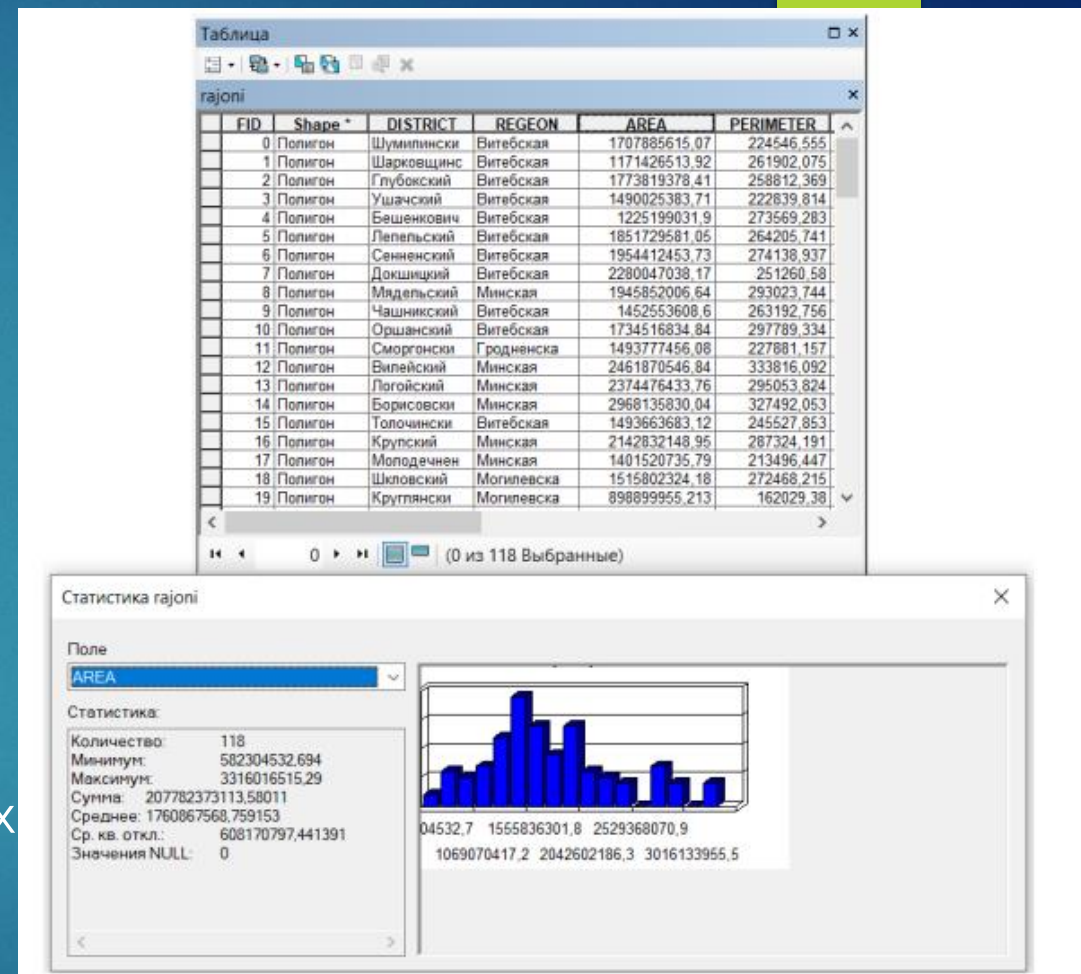 Таблица
rajoni
FID Shape * DISTRICT REGEON AREA PERIMETER
0 Полигон Шумилински Витебская 1707885615,07 224546,555
1 Полигон Шарковщинс Витебская 1171426513,92 261902,075
2 Полигон Глубокский Витебская 1773819378,41 258812,369
3 Полигон Ушачский Витебская 1490025383,71 222839,814
4 Полигон Бешенкович Витебская 1225199031,9 273569,283
5 Полигон Лепельский Витебская 1851729581,05 264205,741
6 Полигон Сенненский Витебская 1954412453,73 274138,937
7 Полигон Докшицкий Витебская 2280047038,17 251260,58
8 Полигон Мядельский Минская 1945852006,64 293023,744
9 Полигон Чашникский Витебская 1452553608,6 263192,756
10 Полигон Оршанский Витебская 1734516834,84 297789,334
11 Полигон Сморгонски Гродненска 1493777456,08 227881,157
12 Полигон Вилейский Минская 2461870546,84 333816,092
13 Полигон Логойский Минская 2374476433,76 295053,824
14 Полигон Борисовски Минская 2968135830,04 327492,053
15 Полигон Толочински Витебская 1493663683,12 245527,853
16 Полигон Крупский Минская 2142832148,95 287324,191
17 Полигон Молодечнен Минская 1401520735,79 213496,447
18 Полигон Шкловский Могилевска 1515802324,18 272468,215
19 Полигон Круглянски Могилевска 898899955,213 162029,38
0 (0 из 118 Выбранные)
Статистика rajoni
Поле
AREA
Статистика:
Количество: 118
Минимум: 582304532,694
Максимум: 3316016515,29
Сумма: 207782373113,58011
Среднее: 1760867568,759153
Ср. кв. откл.: 608170797,441391
Значения NULL: 0
04532,7 1555836301,8 2529368070,9
1069070417,2 2042602186,3 3016133955,5
х